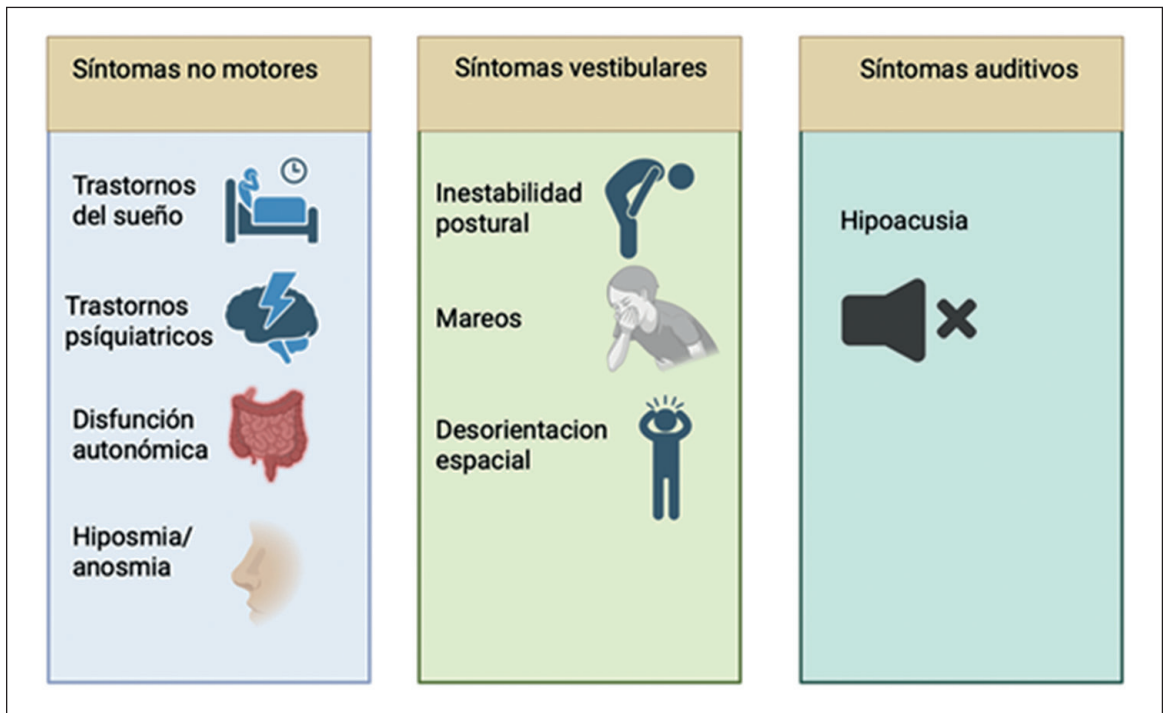 Síntomas no motores
Trastornos
del sueño
Trastornos
psíquiatricos
Disfunción
autonómica
Hiposmia/
anosmia
Síntomas vestibulares
Inestabilidad
postural
Mareos
Desorientacion
espacial
Síntomas auditivos
Hipoacusia